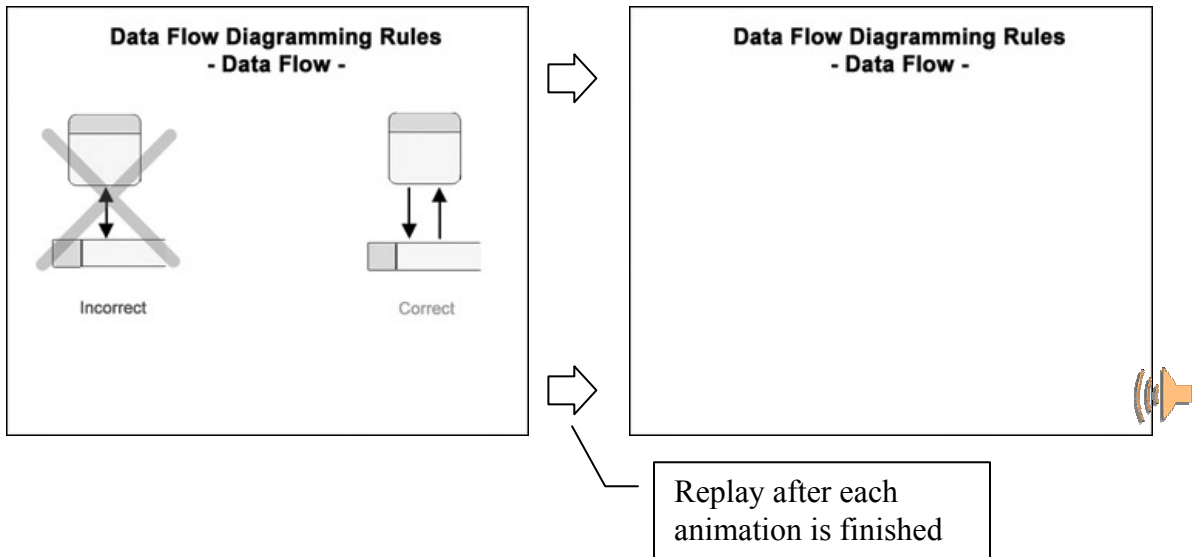 Data Flow Diagramming Rules
- Data Flow -
Incorrect
Correct
Data Flow Diagramming Rules
- Data Flow -
Replay after each
animation is finished